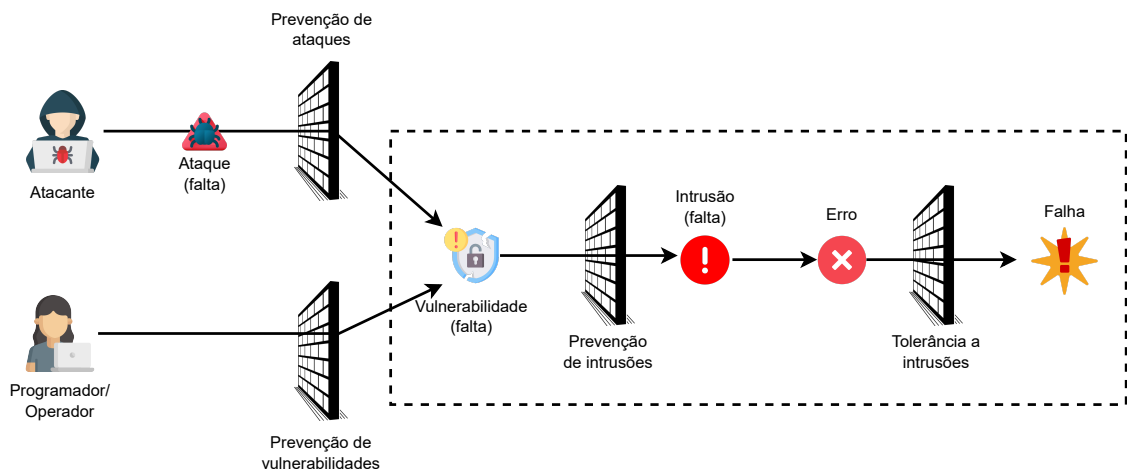 Prevenção de
ataques
Atacante
Ataque
(falta)
Intrusão
(falta)
Erro
Falha
Vulnerabilidade
(falta)
Prevenção
de intrusões
Tolerância a
intrusões
Programador/
Operador
Prevenção de
vulnerabilidades